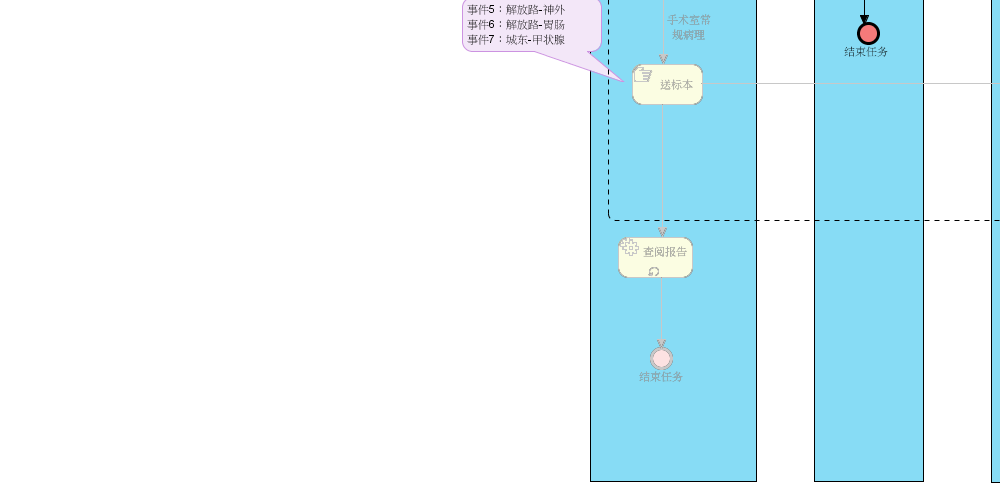 事件5：解放路-神外
事件6：解放路-胃肠
事件7：城东-甲状腺
手术室常
规病理
结束任务
送标本
查阅报告
结束任务